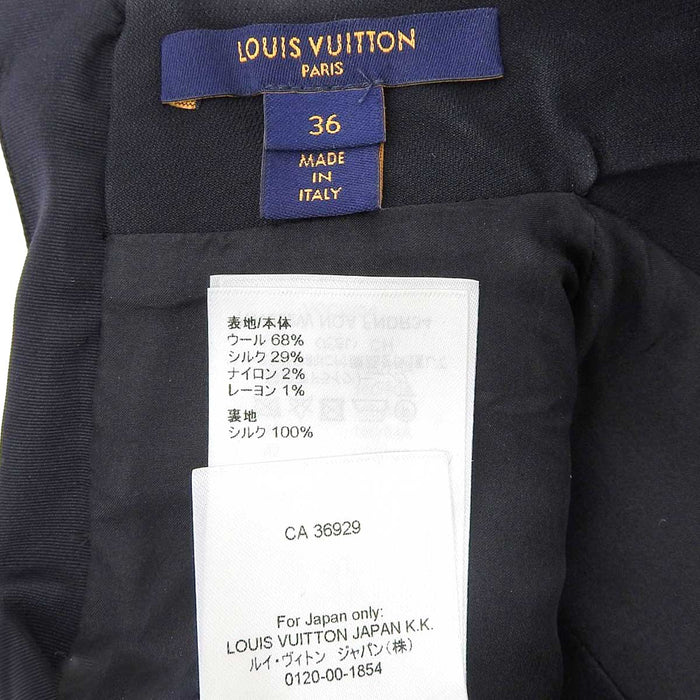 LOUIS VUITTON
PARIS
36
MADE
IN
ITALY
表地/本体
ウール 68%
シルク 29%
ナイロン 2%
レーヨン 1%
裏地
シルク 100%
CA 36929
For Japan only:
LOUIS VUITTON JAPAN K.K.
ルイ・ヴィトン ジャパン(株)
0120-00-1854